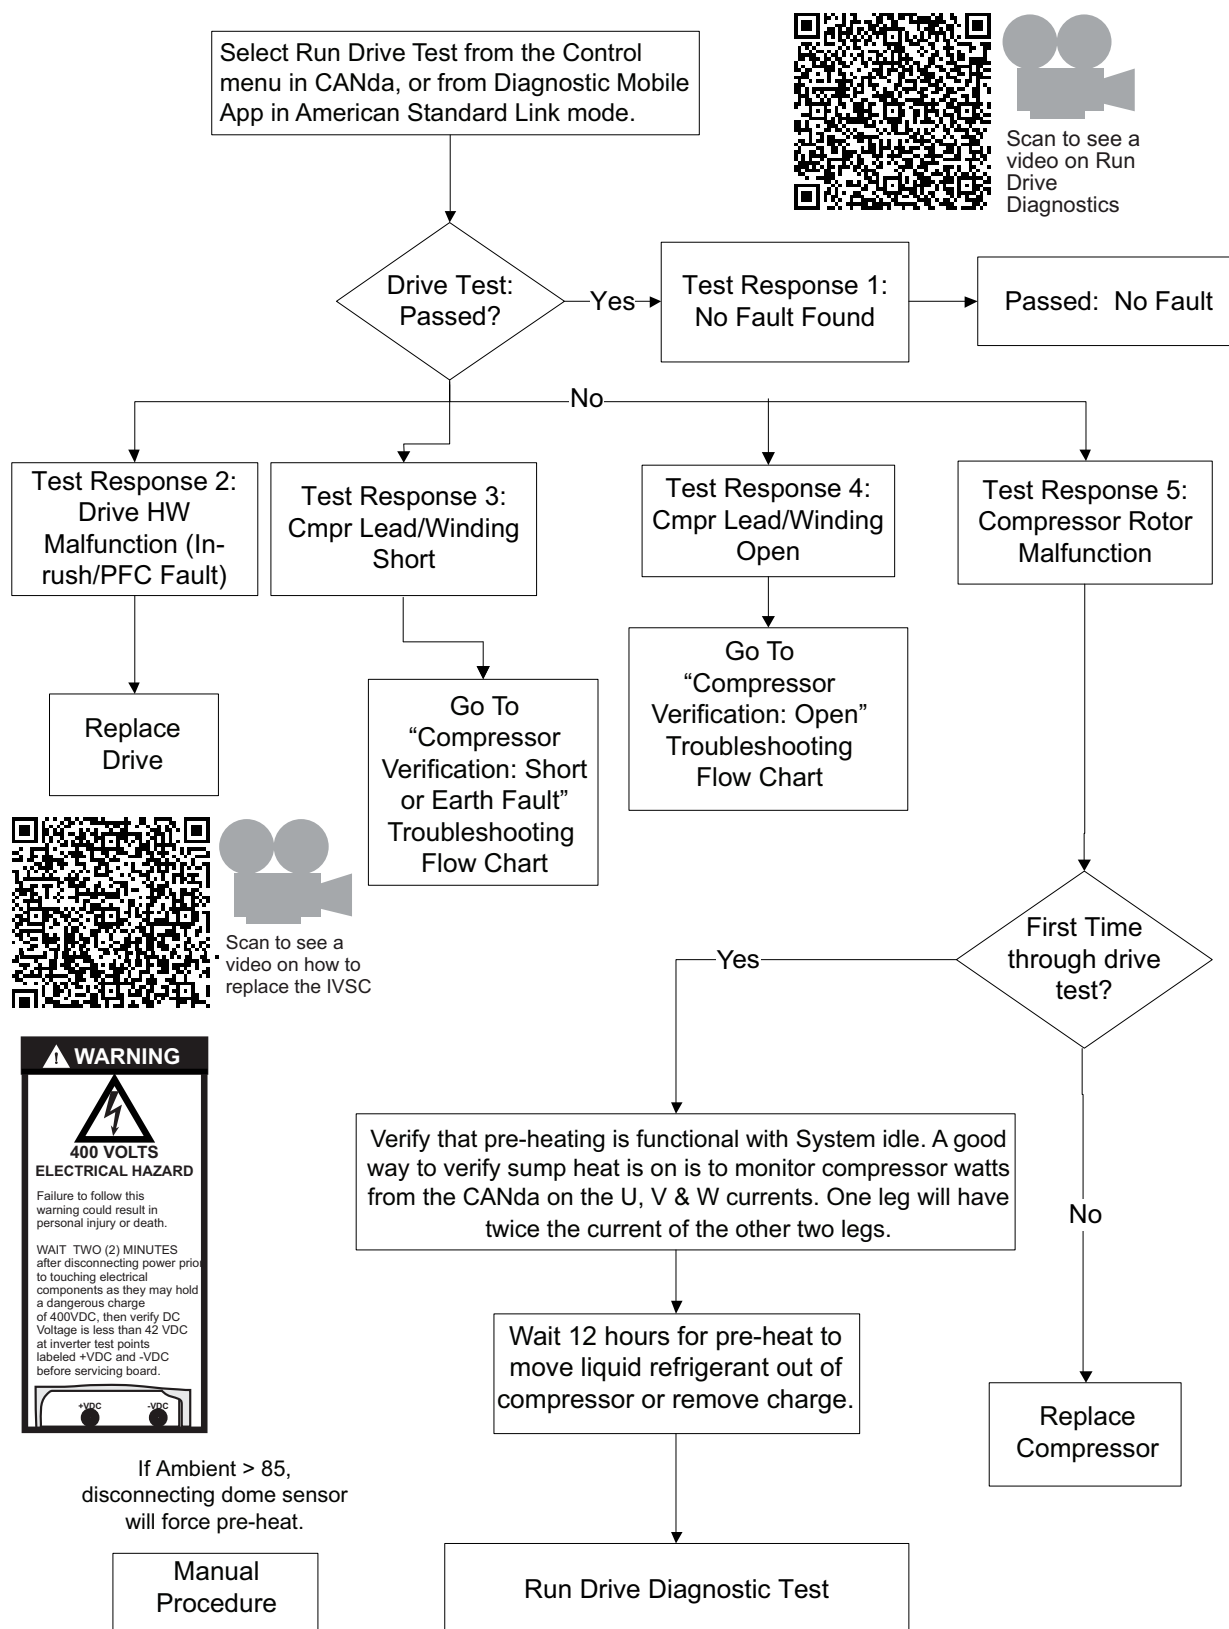 Select Run Drive Test from the Control
menu in CANda, or from Diagnostic Mobile
App in American Standard Link mode.
Scan to see a
video on Run
Drive
Diagnostics
Drive Test:
Passed?
Yes
Test Response 1:
No Fault Found
Passed: No Fault
No
Test Response 2:
Drive HW
Malfunction (In-
rush/PFC Fault)
Test Response 3:
Cmpr Lead/Winding
Short
Test Response 4:
Cmpr Lead/Winding
Open
Test Response 5:
Compressor Rotor
Malfunction
Replace
Drive
Go To
“Compressor
Verification: Short
or Earth Fault”
Troubleshooting
Flow Chart
Go To
“Compressor
Verification: Open”
Troubleshooting
Flow Chart
Scan to see a
video on how to
replace the IVSC
First Time
through drive
test?
Yes
No
WARNING
400 VOLTS
ELECTRICAL HAZARD
Failure to follow this
warning could result in
personal injury or death.
WAIT TWO (2) MINUTES
after disconnecting power prior
to touching electrical
components as they may hold
a dangerous charge
of 400VDC, then verify DC
Voltage is less than 42 VDC
at inverter test points
labeled +VDC and -VDC
before servicing board.
+VDC -VDC
Verify that pre-heating is functional with System idle. A good
way to verify sump heat is on is to monitor compressor watts
from the CANda on the U, V & W currents. One leg will have
twice the current of the other two legs.
Wait 12 hours for pre-heat to
move liquid refrigerant out of
compressor or remove charge.
Replace
Compressor
If Ambient > 85,
disconnecting dome sensor
will force pre-heat.
Manual
Procedure
Run Drive Diagnostic Test